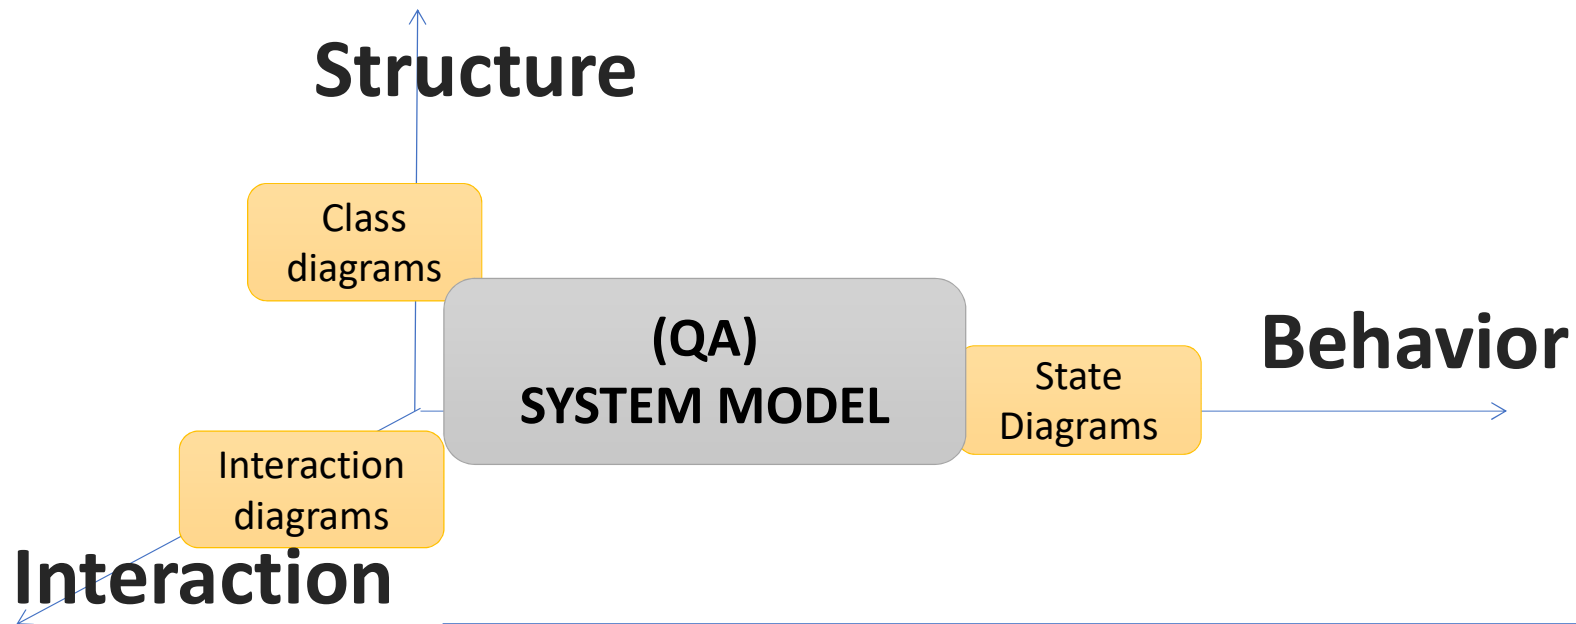 Structure
Class
diagrams
(QA)
SYSTEM MODEL
Behavior
State
Diagrams
Interaction
diagrams
Interaction